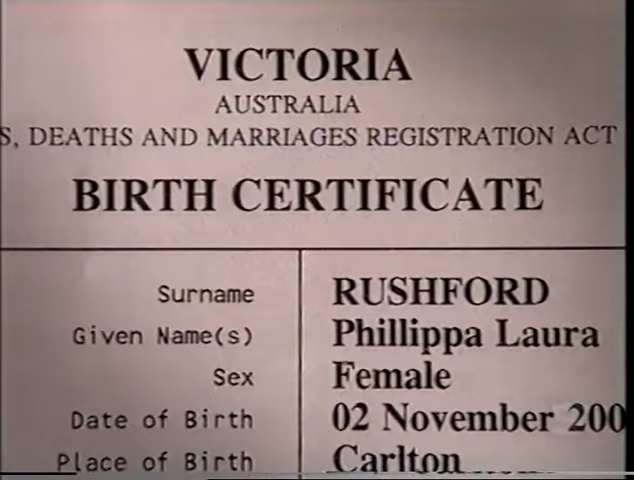 VICTORIA
AUSTRALIA
S, DEATHS AND MARRIAGES REGISTRATION ACT
BIRTH CERTIFICATE
Surname RUSHFORD
Given Name(s) Phillippa Laura
Sex Female
Date of Birth 02 November 200
Place of Birth Carlton